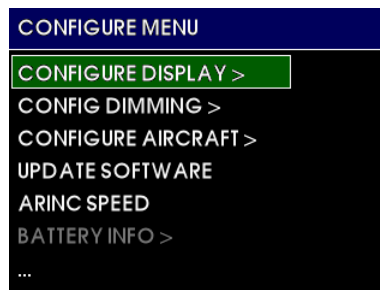 CONFIGURE MENU
CONFIGURE DISPLAY >
CONFIG DIMMING >
CONFIGURE AIRCRAFT >
UPDATE SOFTWARE
ARINC SPEED
BATTERY INFO >
...